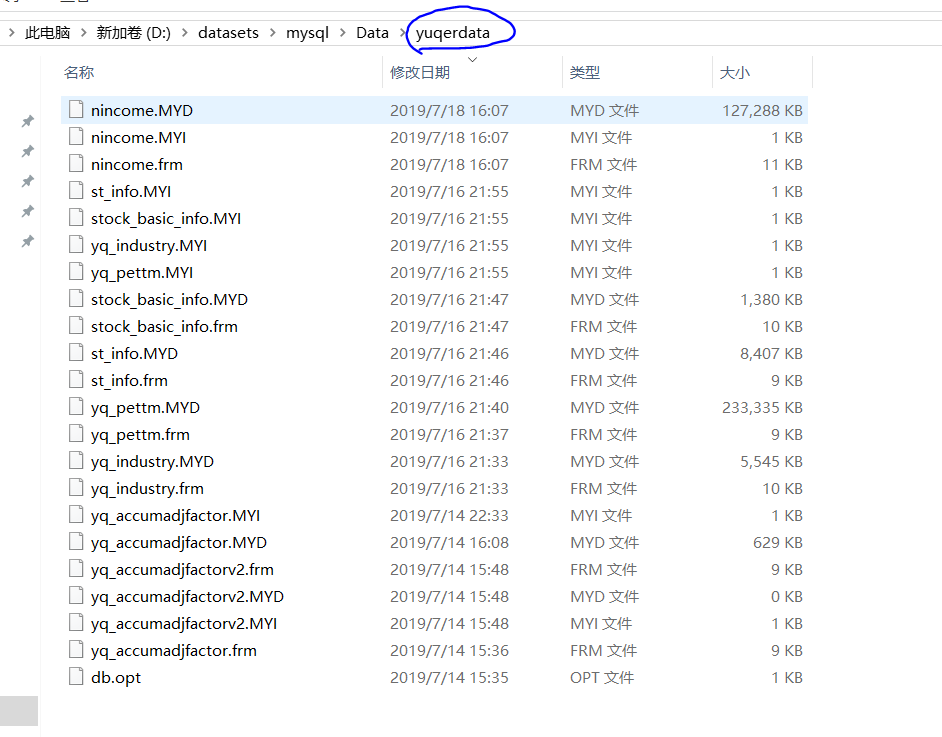 此电脑 > 新加卷 (D:) > datasets > mysql > Data > yuqerdata
名称 修改日期 类型 大小
nincome.MYD 2019/7/18 16:07 MYD 文件 127,288 KB
nincome.MYI 2019/7/18 16:07 MYI 文件 1 KB
nincome.frm 2019/7/18 16:07 FRM 文件 11 KB
st_info.MYI 2019/7/16 21:55 MYI 文件 1 KB
stock_basic_info.MYI 2019/7/16 21:55 MYI 文件 1 KB
yq_industry.MYI 2019/7/16 21:55 MYI 文件 1 KB
yq_pettm.MYI 2019/7/16 21:55 MYI 文件 1 KB
stock_basic_info.MYD 2019/7/16 21:47 MYD 文件 1,380 KB
stock_basic_info.frm 2019/7/16 21:47 FRM 文件 10 KB
st_info.MYD 2019/7/16 21:46 MYD 文件 8,407 KB
st_info.frm 2019/7/16 21:46 FRM 文件 9 KB
yq_pettm.MYD 2019/7/16 21:40 MYD 文件 233,335 KB
yq_pettm.frm 2019/7/16 21:37 FRM 文件 9 KB
yq_industry.MYD 2019/7/16 21:33 MYD 文件 5,545 KB
yq_industry.frm 2019/7/16 21:33 FRM 文件 10 KB
yq_accumadjfactor.MYI 2019/7/14 22:33 MYI 文件 1 KB
yq_accumadjfactor.MYD 2019/7/14 16:08 MYD 文件 629 KB
yq_accumadjfactorv2.frm 2019/7/14 15:48 FRM 文件 9 KB
yq_accumadjfactorv2.MYD 2019/7/14 15:48 MYD 文件 0 KB
yq_accumadjfactorv2.MYI 2019/7/14 15:48 MYI 文件 1 KB
yq_accumadjfactor.frm 2019/7/14 15:36 FRM 文件 9 KB
db.opt 2019/7/14 15:35 OPT 文件 1 KB